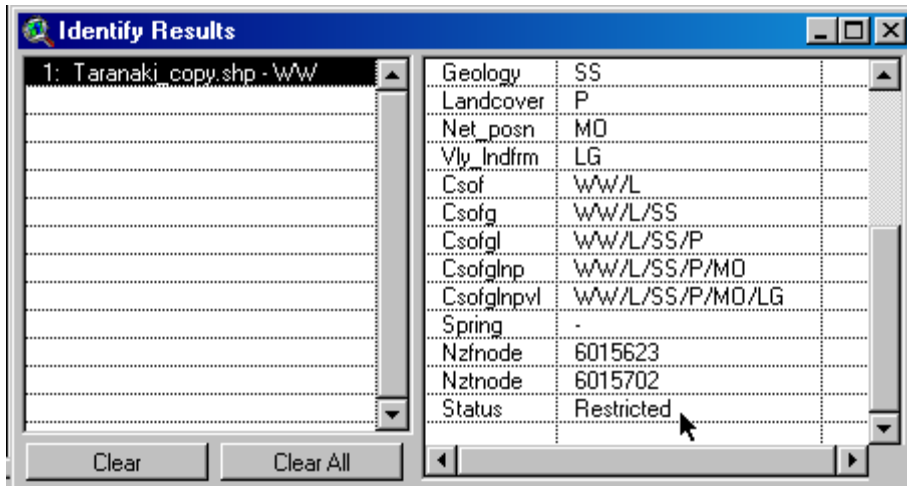 Identify Results
1: Taranaki_copy.shp - WW
Geology SS
Landcover P
Net_posn MO
Vly_lndfrm LG
Csof WW/L
Csofg WW/L/SS
Csofgl WW/L/SS/P
Csofglnp WW/L/SS/P/MO
Csofglnpvl WW/L/SS/P/MO/LG
Spring -
Nzfnode 6015623
Nztnode 6015702
Status Restricted
Clear Clear All